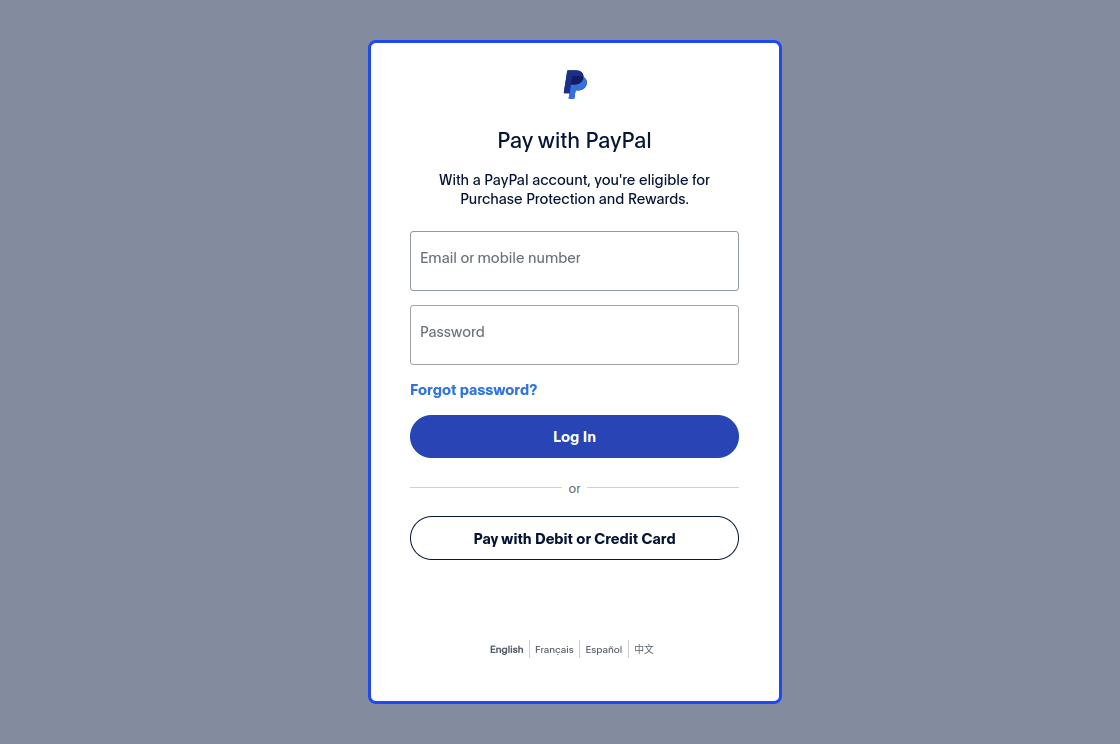 Pay with PayPal
With a PayPal account, you're eligible for
Purchase Protection and Rewards.
Email or mobile number
Password
Forgot password?
Log In
or
Pay with Debit or Credit Card
English Français Español 中文